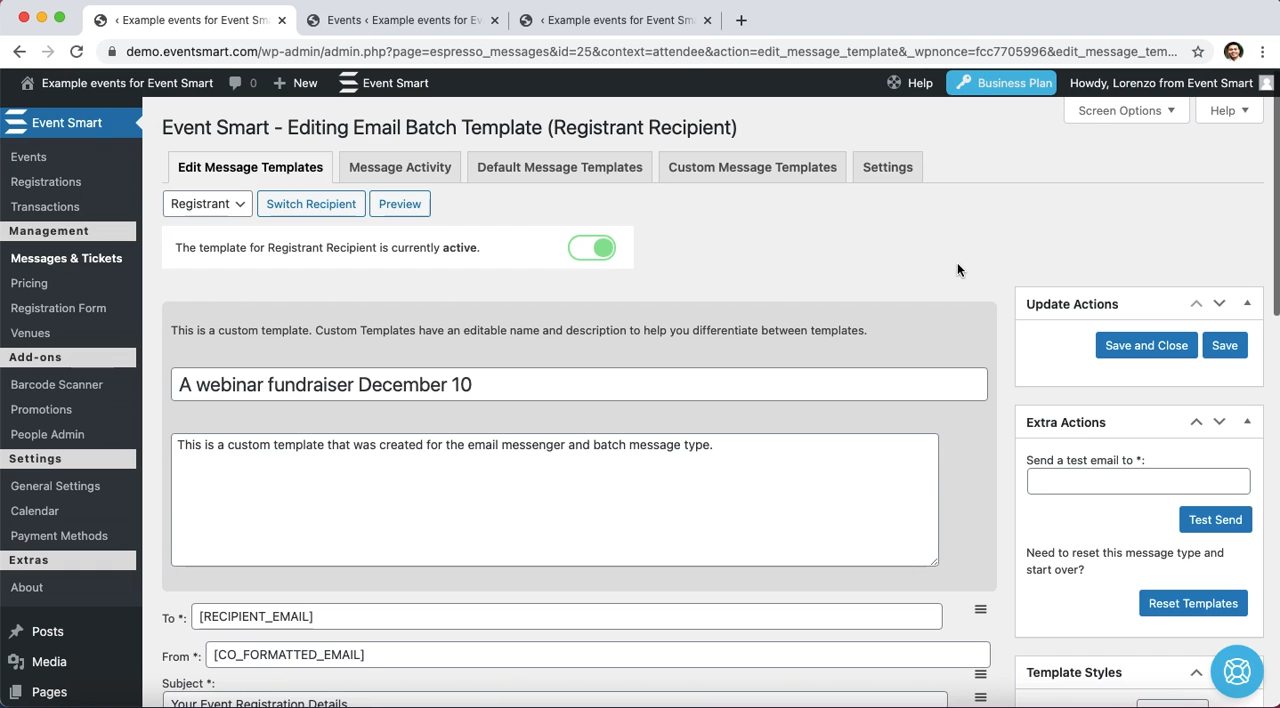 ‹ Example events for Event Sm
Events ‹ Example events for Ev
‹ Example events for Event Sm
demo.eventsmart.com/wp-admin/admin.php?page=espresso_messages&id=25&context=attendee&action=edit_message_template&_wpnonce=fcc7705996&edit_message_tem...
Example events for Event Smart
0
New
Event Smart
Help
Business Plan
Howdy, Lorenzo from Event Smart
Event Smart
Events
Registrations
Transactions
Management
Messages & Tickets
Pricing
Registration Form
Venues
Add-ons
Barcode Scanner
Promotions
People Admin
Settings
General Settings
Calendar
Payment Methods
Extras
About
Posts
Media
Pages
Screen Options
Help
Event Smart - Editing Email Batch Template (Registrant Recipient)
Edit Message Templates
Message Activity
Default Message Templates
Custom Message Templates
Settings
Registrant
Switch Recipient
Preview
The template for Registrant Recipient is currently active.
This is a custom template. Custom Templates have an editable name and description to help you differentiate between templates.
A webinar fundraiser December 10
This is a custom template that was created for the email messenger and batch message type.
To *:
[RECIPIENT_EMAIL]
From *:
[CO_FORMATTED_EMAIL]
Subject *:
Your Event Registration Details
Update Actions
Save and Close
Save
Extra Actions
Send a test email to *:
Test Send
Need to reset this message type and
start over?
Reset Templates
Template Styles